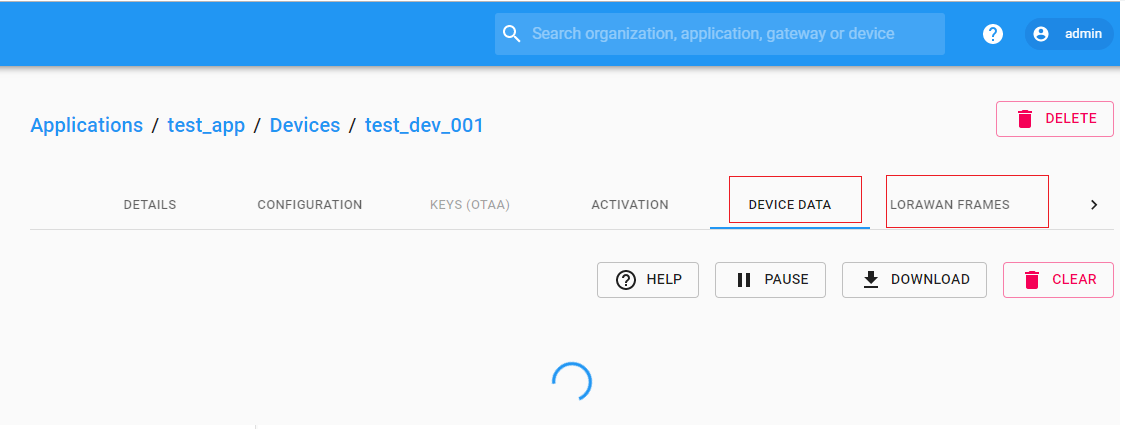 Search organization, application, gateway or device
? admin
Applications / test_app / Devices / test_dev_001
DELETE
DETAILS CONFIGURATION KEYS (OTAA) ACTIVATION DEVICE DATA LORAWAN FRAMES
HELP PAUSE DOWNLOAD CLEAR